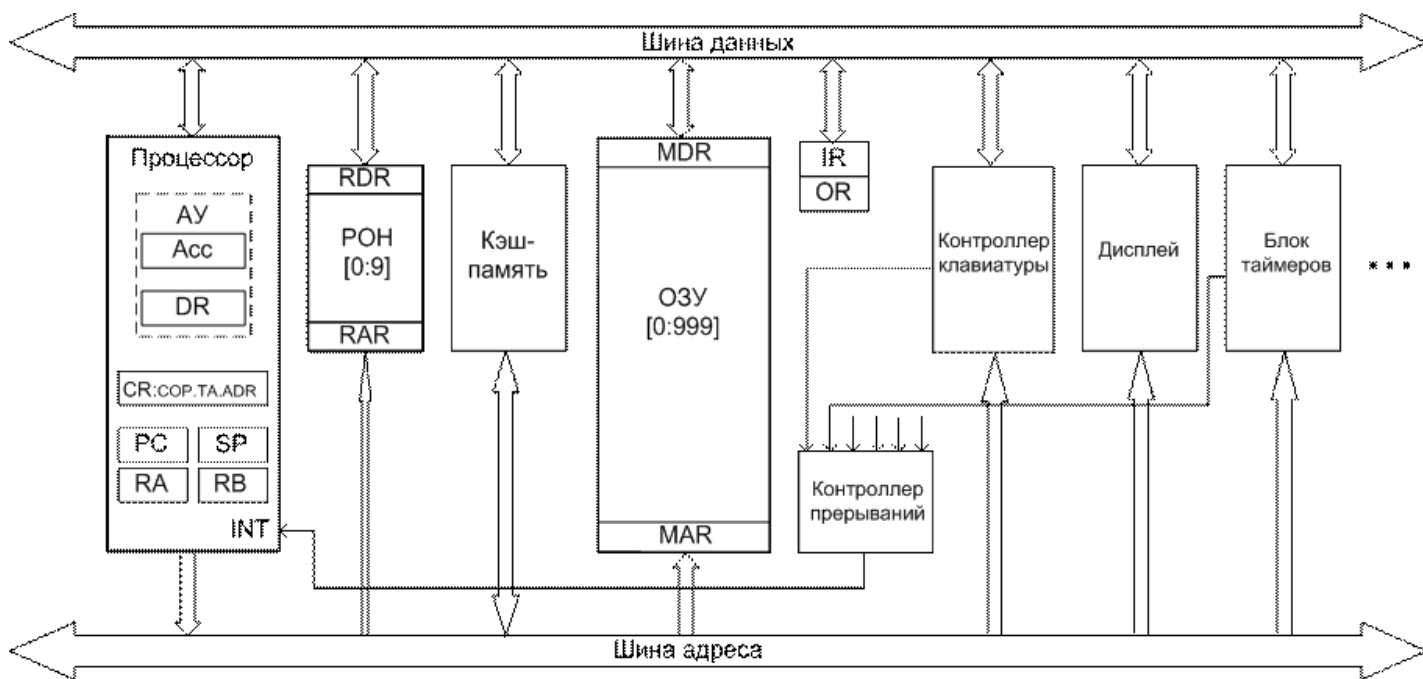 Шина данных
Процессор
АУ
Acc
DR
CR:COP.TA.ADR
PC
SP
RA
RB
INT
RDR
РОН
[0:9]
RAR
Кэш-
память
MDR
ОЗУ
[0:999]
MAR
IR
OR
Контроллер
клавиатуры
Дисплей
Блок
таймеров
...
Контроллер
прерываний
Шина адреса